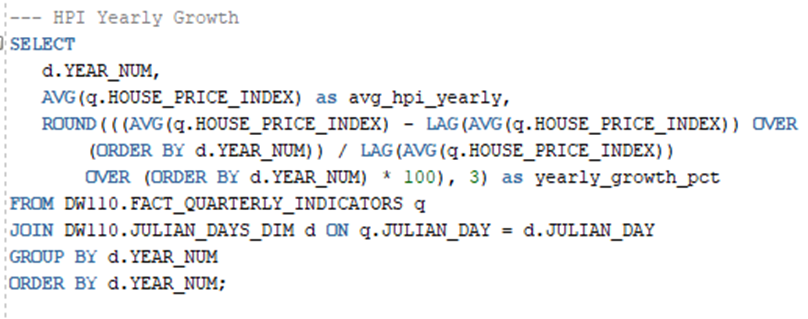 --- HPI Yearly Growth
SELECT
d.YEAR_NUM,
AVG(q.HOUSE_PRICE_INDEX) as avg_hpi_yearly,
ROUND(((AVG(q.HOUSE_PRICE_INDEX) - LAG(AVG(q.HOUSE_PRICE_INDEX)) OVER
(ORDER BY d.YEAR_NUM)) / LAG(AVG(q.HOUSE_PRICE_INDEX))
OVER (ORDER BY d.YEAR_NUM) * 100), 3) as yearly_growth_pct
FROM DW110.FACT_QUARTERLY_INDICATORS q
JOIN DW110.JULIAN_DAYS_DIM d ON q.JULIAN_DAY = d.JULIAN_DAY
GROUP BY d.YEAR_NUM
ORDER BY d.YEAR_NUM;